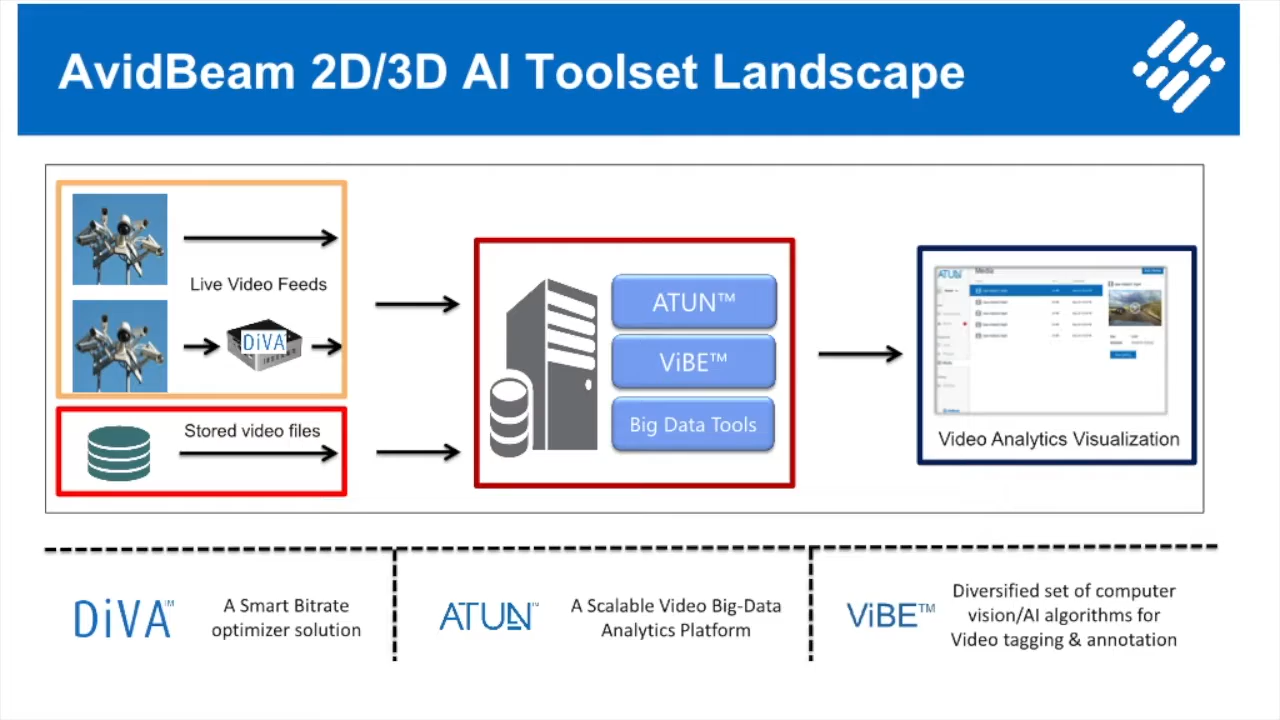 AvidBeam 2D/3D AI Toolset Landscape
Live Video Feeds
DiVA
Stored video files
ATUN™
ViBE™
Big Data Tools
ATUN
Media
Video Analytics Visualization
DiVA™
A Smart Bitrate
optimizer solution
ATUN™
A Scalable Video Big-Data
Analytics Platform
ViBE™
Diversified set of computer
vision/AI algorithms for
Video tagging & annotation